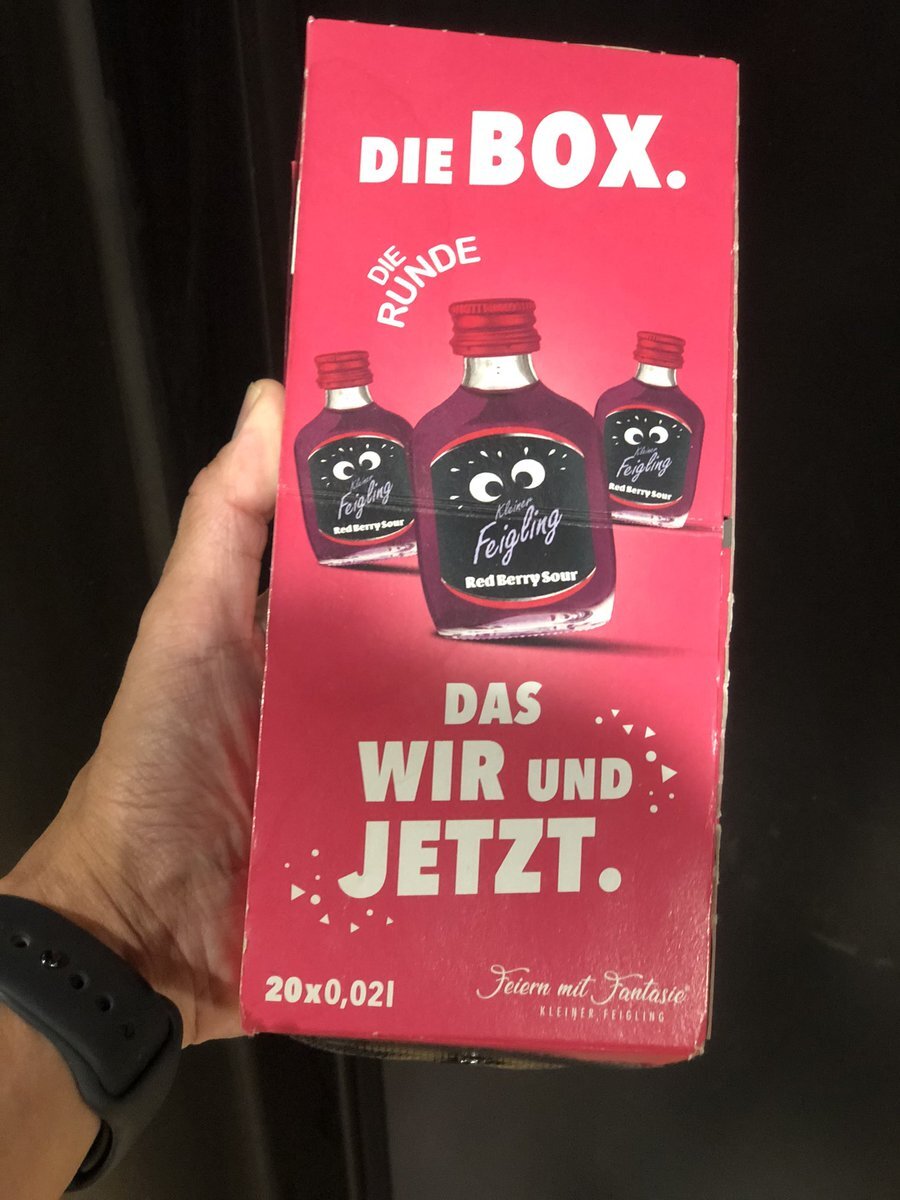 DIE BOX.
DIE
RUNDE
Kleiner
Feigling
Red Berry Sour
Kleiner
Feigling
Red Berry Sour
Kleiner
Feigling
Red Berry Sour
DAS
WIR UND
JETZT.
20x0,02l
Feiern mit Fantasie®
KLEINER FEIGLING